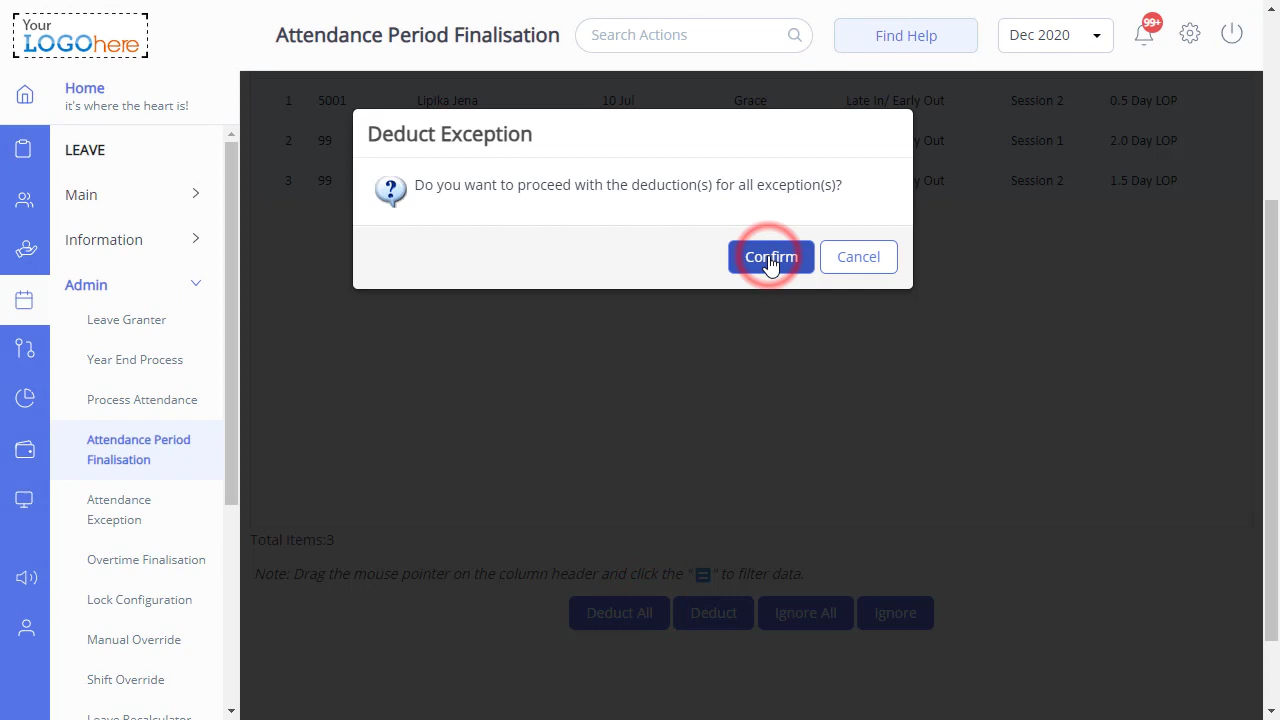 Your
LOGOhere
Attendance Period Finalisation
Search Actions
Find Help
Dec 2020
99+
Home
it's where the heart is!
LEAVE
Main
Information
Admin
Leave Granter
Year End Process
Process Attendance
Attendance Period
Finalisation
Attendance
Exception
Overtime Finalisation
Lock Configuration
Manual Override
Shift Override
Leave Recalculator
1 5001 Lipika Jena 10 Jul Grace Late In/ Early Out Session 2 0.5 Day LOP
2 99 y Out Session 1 2.0 Day LOP
3 99 y Out Session 2 1.5 Day LOP
Deduct Exception
? Do you want to proceed with the deduction(s) for all exception(s)?
Confirm Cancel
Total Items:3
Note: Drag the mouse pointer on the column header and click the " " to filter data.
Deduct All Deduct Ignore All Ignore